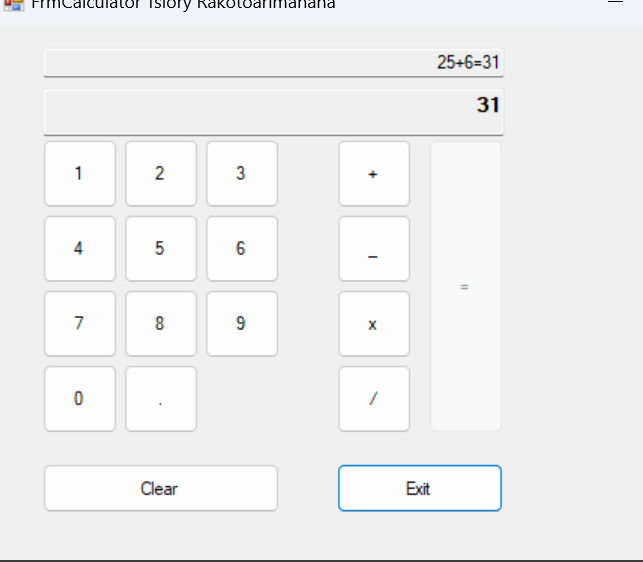 FrmCalculator Tsiory Rakotoarimanana
25+6=31
31
1 2 3 +
4 5 6 _
=
7 8 9 x
0 . /
Clear Exit